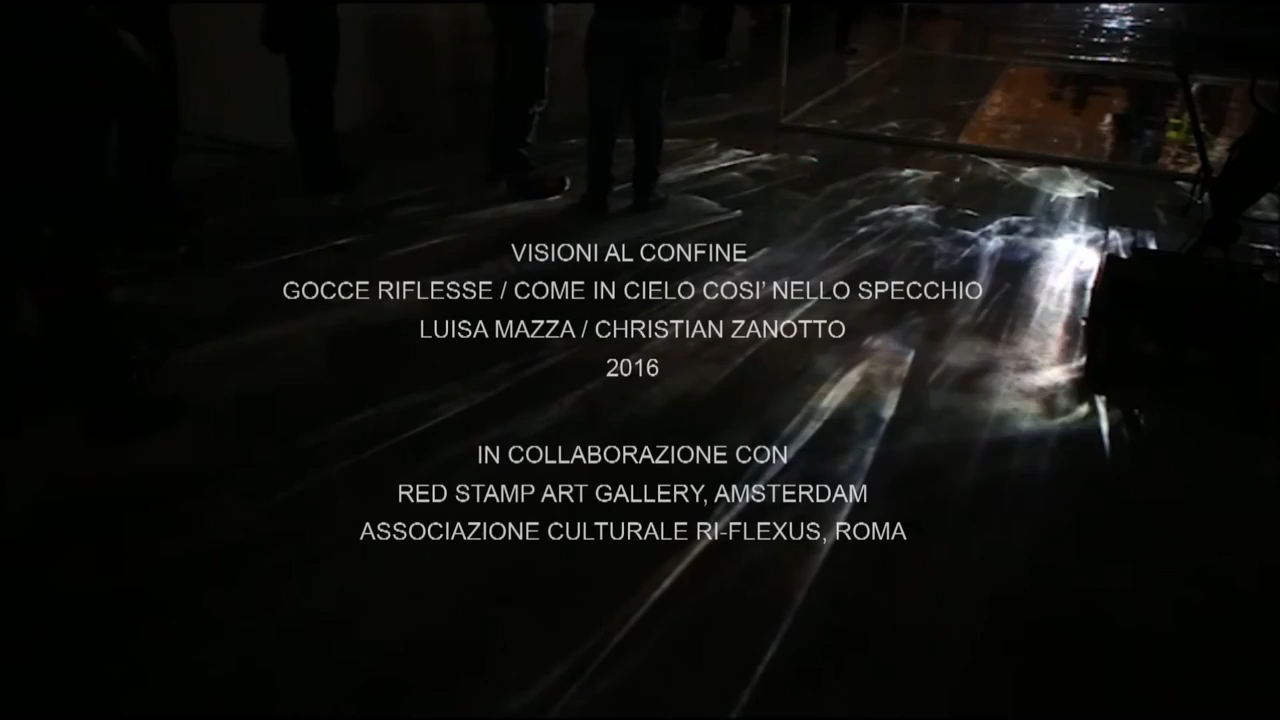 VISIONI AL CONFINE
GOCCE RIFLESSE / COME IN CIELO COSI’ NELLO SPECCHIO
LUISA MAZZA / CHRISTIAN ZANOTTO
2016
IN COLLABORAZIONE CON
RED STAMP ART GALLERY, AMSTERDAM
ASSOCIAZIONE CULTURALE RI-FLEXUS, ROMA